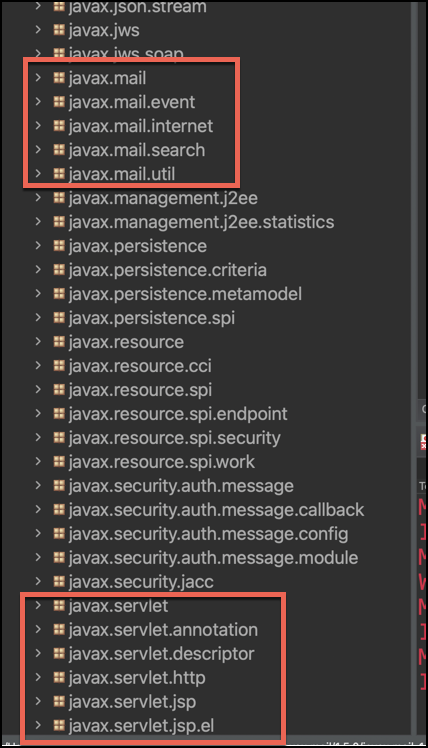 javax.json.stream
javax.jws
javax.jws.soap
javax.mail
javax.mail.event
javax.mail.internet
javax.mail.search
javax.mail.util
javax.management.j2ee
javax.management.j2ee.statistics
javax.persistence
javax.persistence.criteria
javax.persistence.metamodel
javax.persistence.spi
javax.resource
javax.resource.cci
javax.resource.spi
javax.resource.spi.endpoint
javax.resource.spi.security
javax.resource.spi.work
javax.security.auth.message
javax.security.auth.message.callback
javax.security.auth.message.config
javax.security.auth.message.module
javax.security.jacc
javax.servlet
javax.servlet.annotation
javax.servlet.descriptor
javax.servlet.http
javax.servlet.jsp
javax.servlet.jsp.el